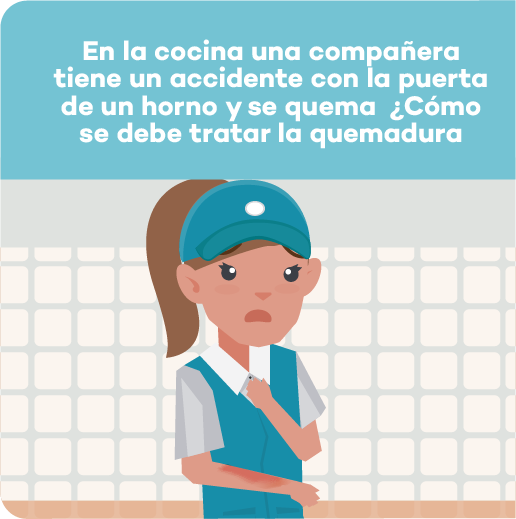 En la cocina una compañera
tiene un accidente con la puerta
de un horno y se quema ¿Cómo
se debe tratar la quemadura